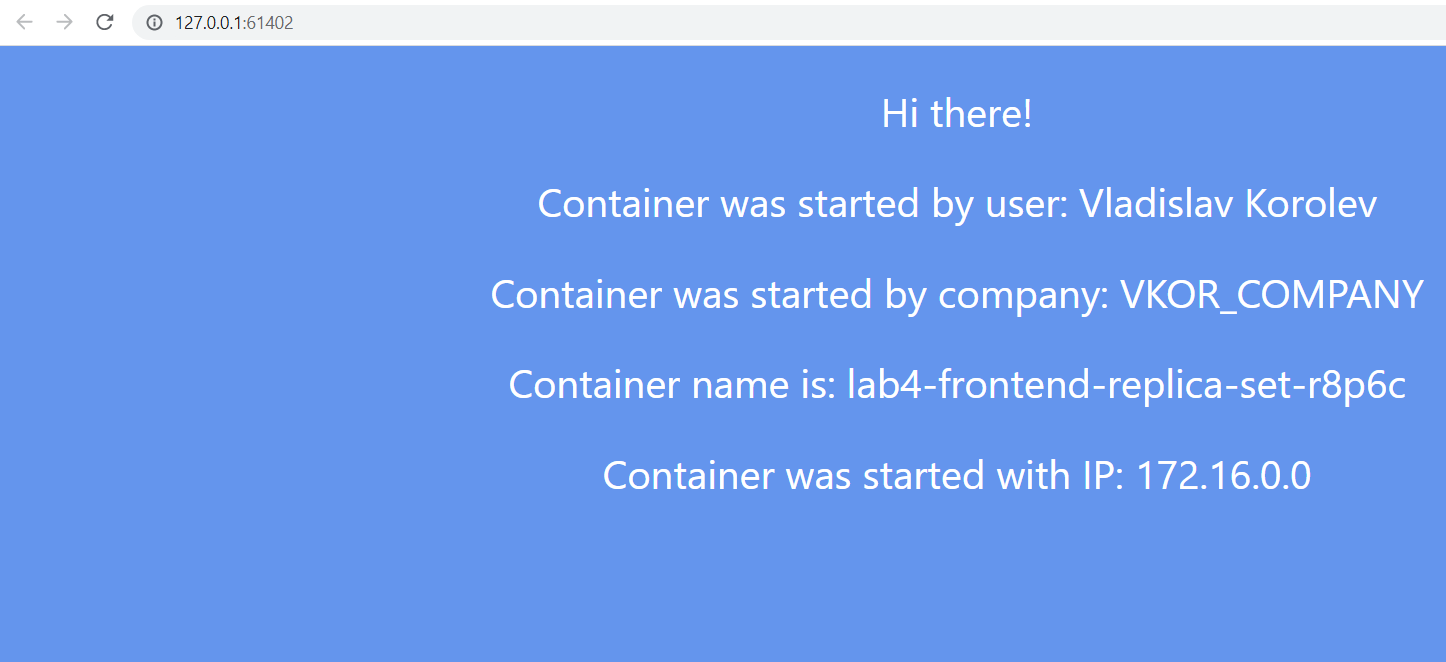 127.0.0.1:61402
Hi there!
Container was started by user: Vladislav Korolev
Container was started by company: VKOR_COMPANY
Container name is: lab4-frontend-replica-set-r8p6c
Container was started with IP: 172.16.0.0